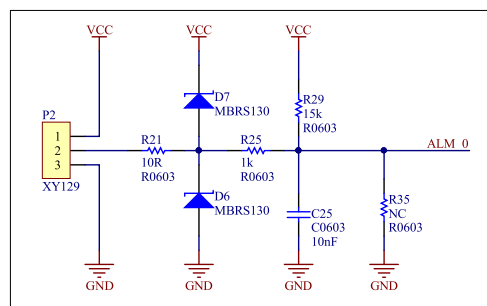 VCC VCC VCC
D7
MBRS130
P2
R29
15k
R0603
1
2
3
R21
10R
R0603
R25
1k
R0603
ALM_0
XY129
D6
MBRS130
C25
C0603
10nF
R35
NC
R0603
GND GND GND GND